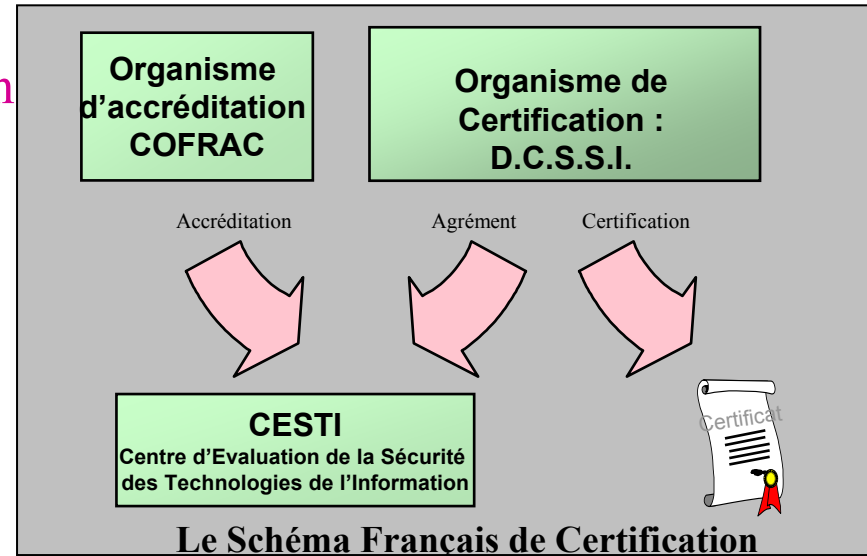 Organisme
d'accréditation
COFRAC
Organisme de
Certification :
D.C.S.S.I.
Accréditation
Agrément
Certification
CESTI
Centre d'Evaluation de la Sécurité
des Technologies de l'Information
Certificat
Le Schéma Français de Certification